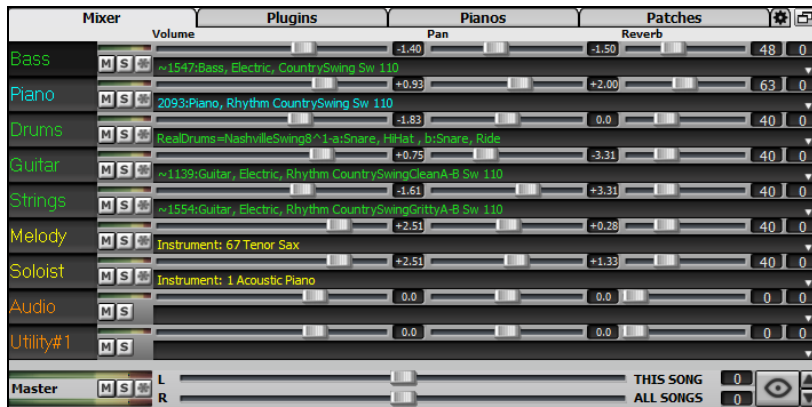 Mixer Plugins Pianos Patches
Volume Pan Reverb
Bass M S -1.40 -1.50 48 0
~1547:Bass, Electric, CountrySwing Sw 110
Piano M S +0.93 +2.00 63 0
2093:Piano, Rhythm CountrySwing Sw 110
Drums M S -1.83 0.0 40 0
RealDrums=NashvilleSwing8^1-a:Snare, HiHat , b:Snare, Ride
Guitar M S +0.75 -3.31 40 0
~1139:Guitar, Electric, Rhythm CountrySwingCleanA-B Sw 110
Strings M S -1.61 +3.31 40 0
~1554:Guitar, Electric, Rhythm CountrySwingGrittyA-B Sw 110
Melody M S +2.51 +0.28 40 0
Instrument: 67 Tenor Sax
Soloist M S +2.51 +1.33 40 0
Instrument: 1 Acoustic Piano
Audio M S 0.0 0.0 0 0
Utility#1 M S 0.0 0.0 0 0
Master M S L THIS SONG 0
R ALL SONGS 0